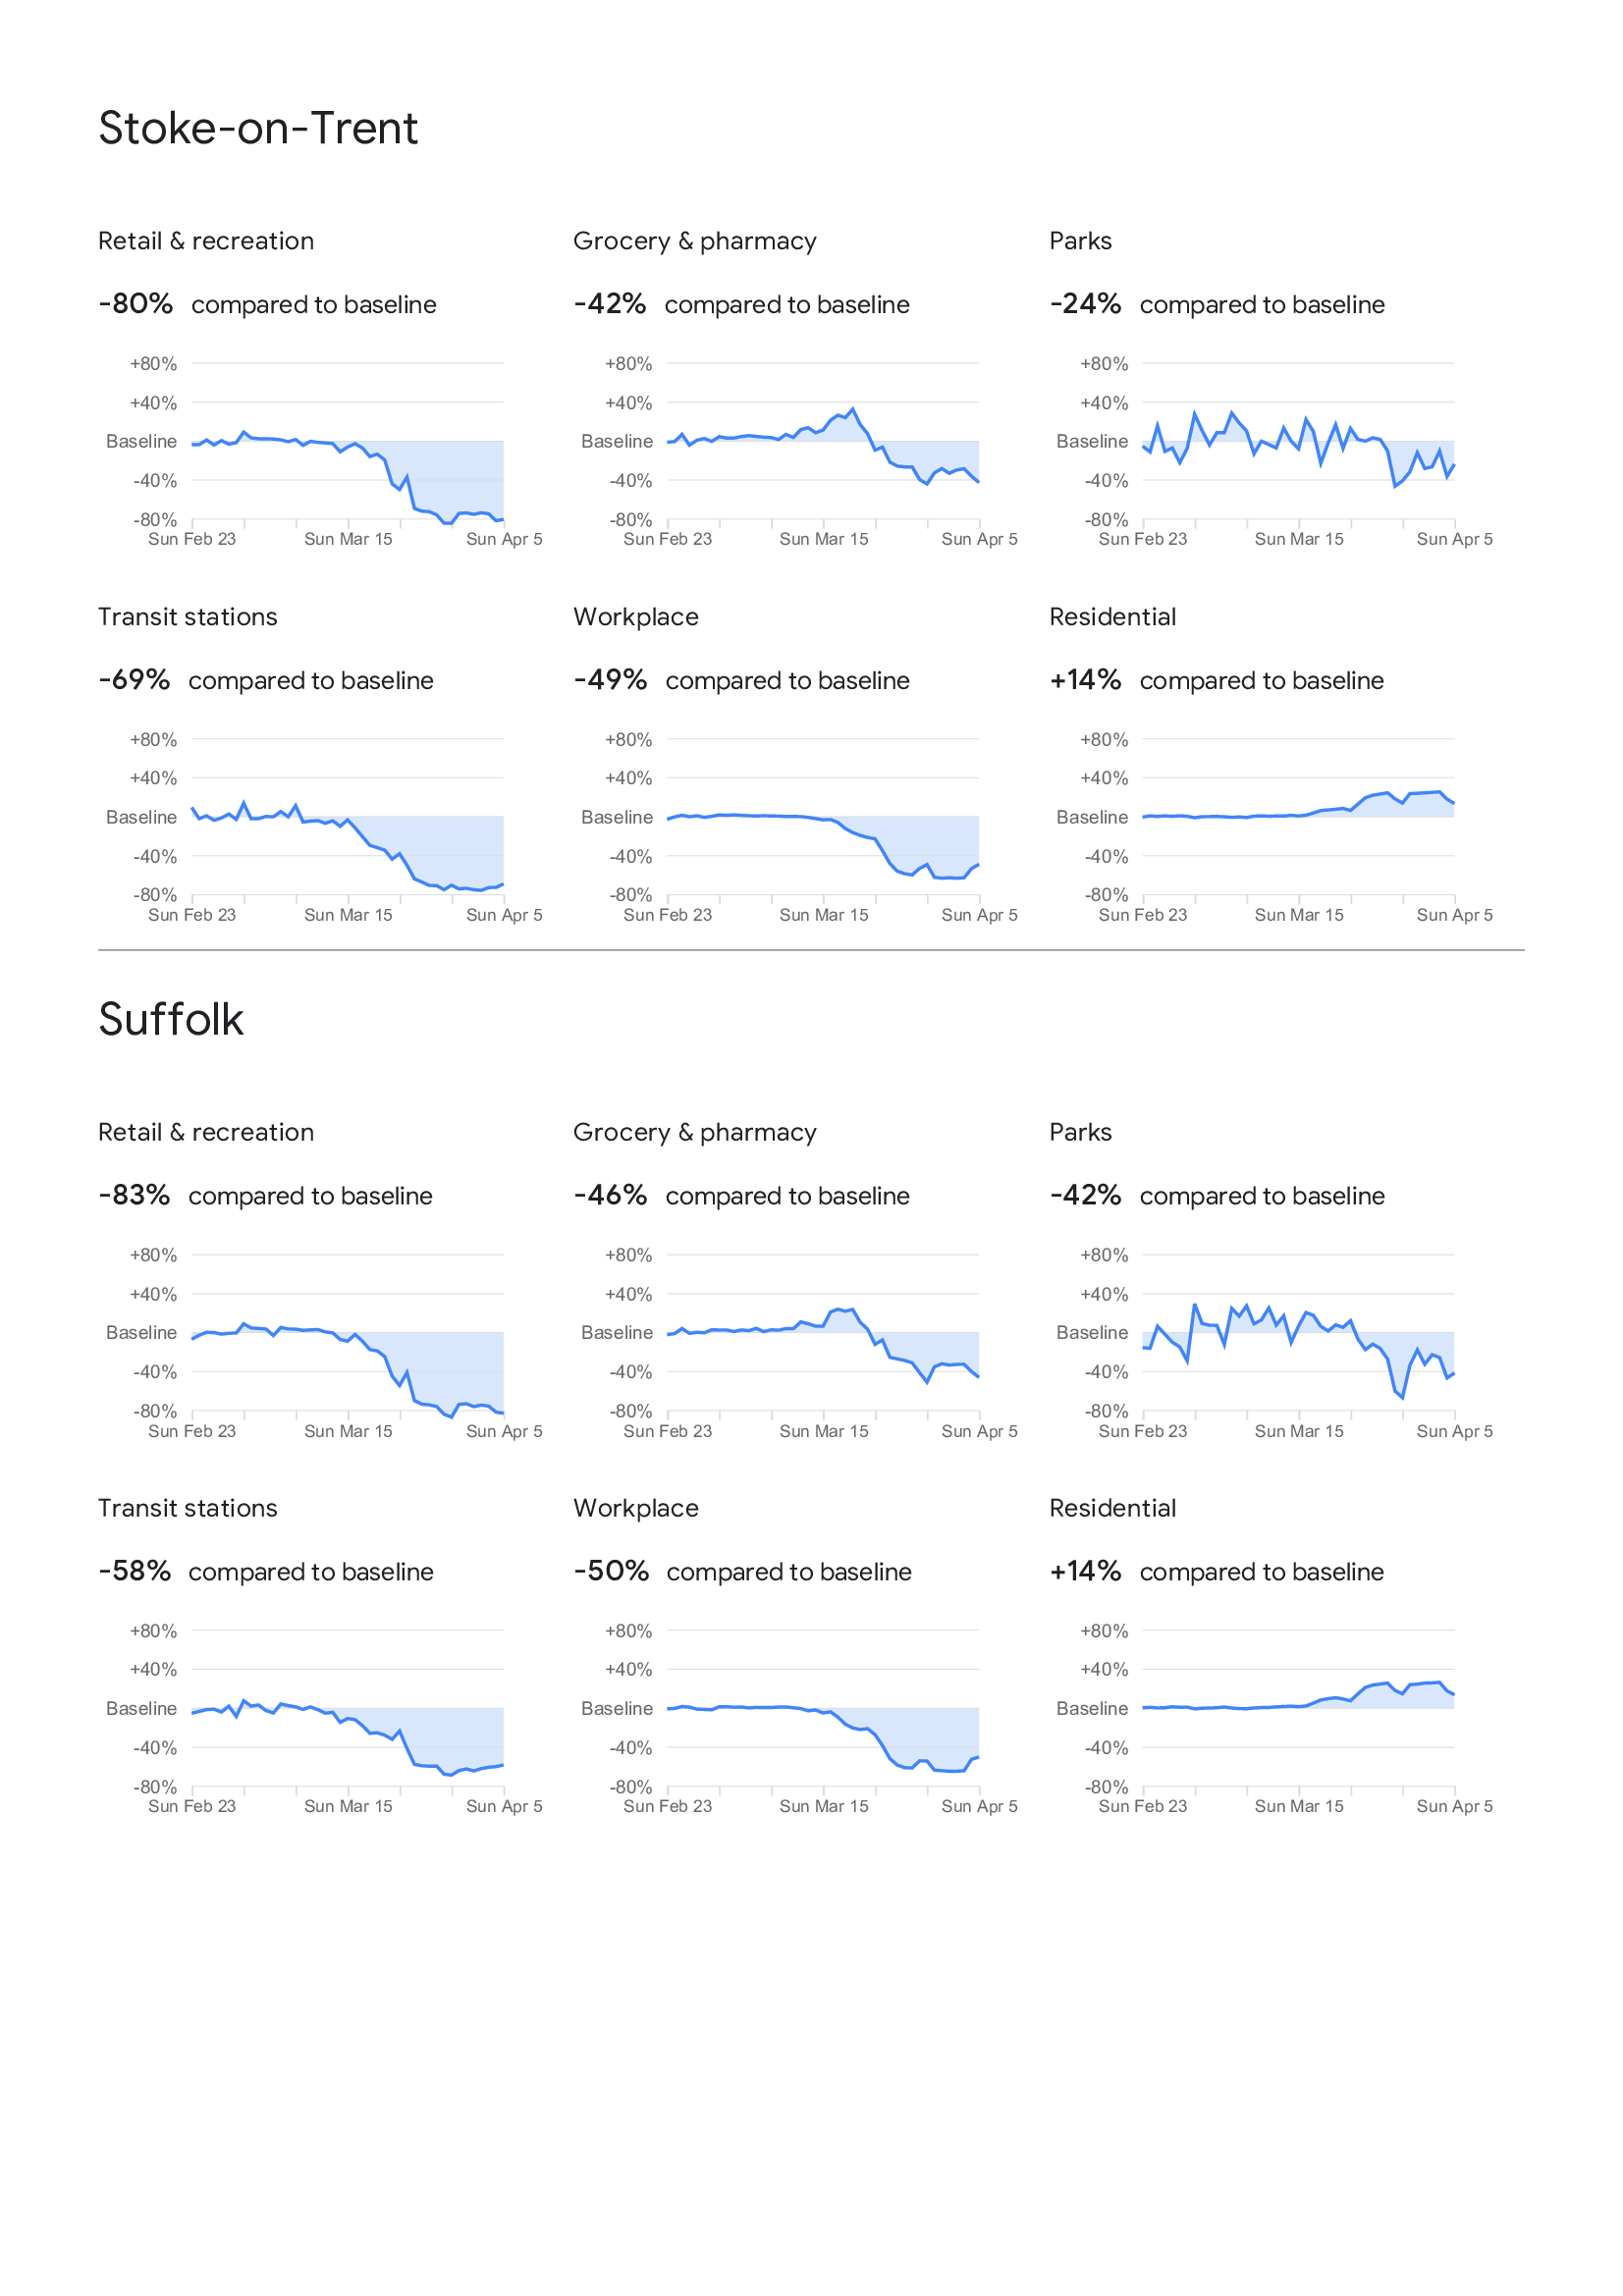 Stoke-on-Trent
Retail & recreation
-80% compared to baseline
+80%
+40%
Baseline
-40%
-80%
Sun Feb 23 Sun Mar 15 Sun Apr 5
Grocery & pharmacy
-42% compared to baseline
+80%
+40%
Baseline
-40%
-80%
Sun Feb 23 Sun Mar 15 Sun Apr 5
Parks
-24% compared to baseline
+80%
+40%
Baseline
-40%
-80%
Sun Feb 23 Sun Mar 15 Sun Apr 5
Transit stations
-69% compared to baseline
+80%
+40%
Baseline
-40%
-80%
Sun Feb 23 Sun Mar 15 Sun Apr 5
Workplace
-49% compared to baseline
+80%
+40%
Baseline
-40%
-80%
Sun Feb 23 Sun Mar 15 Sun Apr 5
Residential
+14% compared to baseline
+80%
+40%
Baseline
-40%
-80%
Sun Feb 23 Sun Mar 15 Sun Apr 5
Suffolk
Retail & recreation
-83% compared to baseline
+80%
+40%
Baseline
-40%
-80%
Sun Feb 23 Sun Mar 15 Sun Apr 5
Grocery & pharmacy
-46% compared to baseline
+80%
+40%
Baseline
-40%
-80%
Sun Feb 23 Sun Mar 15 Sun Apr 5
Parks
-42% compared to baseline
+80%
+40%
Baseline
-40%
-80%
Sun Feb 23 Sun Mar 15 Sun Apr 5
Transit stations
-58% compared to baseline
+80%
+40%
Baseline
-40%
-80%
Sun Feb 23 Sun Mar 15 Sun Apr 5
Workplace
-50% compared to baseline
+80%
+40%
Baseline
-40%
-80%
Sun Feb 23 Sun Mar 15 Sun Apr 5
Residential
+14% compared to baseline
+80%
+40%
Baseline
-40%
-80%
Sun Feb 23 Sun Mar 15 Sun Apr 5